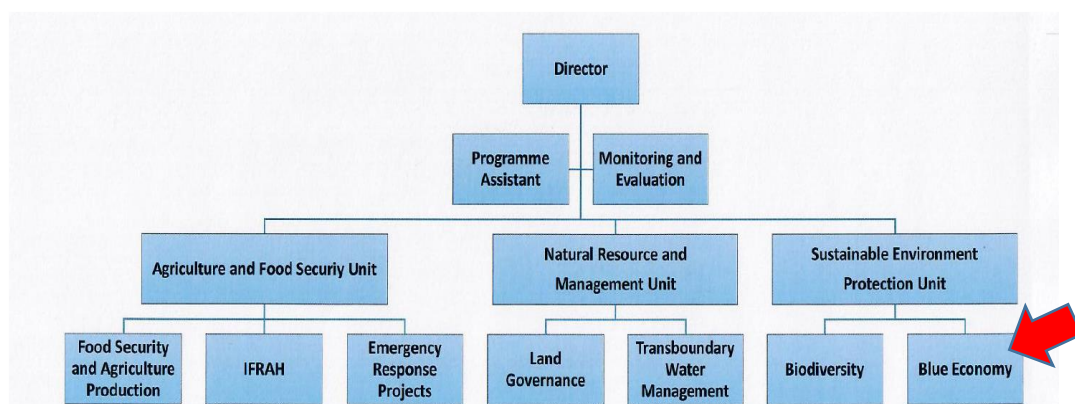 Director
Programme
Assistant
Monitoring and
Evaluation
Agriculture and Food Securiy Unit
Natural Resource and
Management Unit
Sustainable Environment
Protection Unit
Food Security
and Agriculture
Production
IFRAH
Emergency
Response
Projects
Land
Governance
Transboundary
Water
Management
Biodiversity
Blue Economy